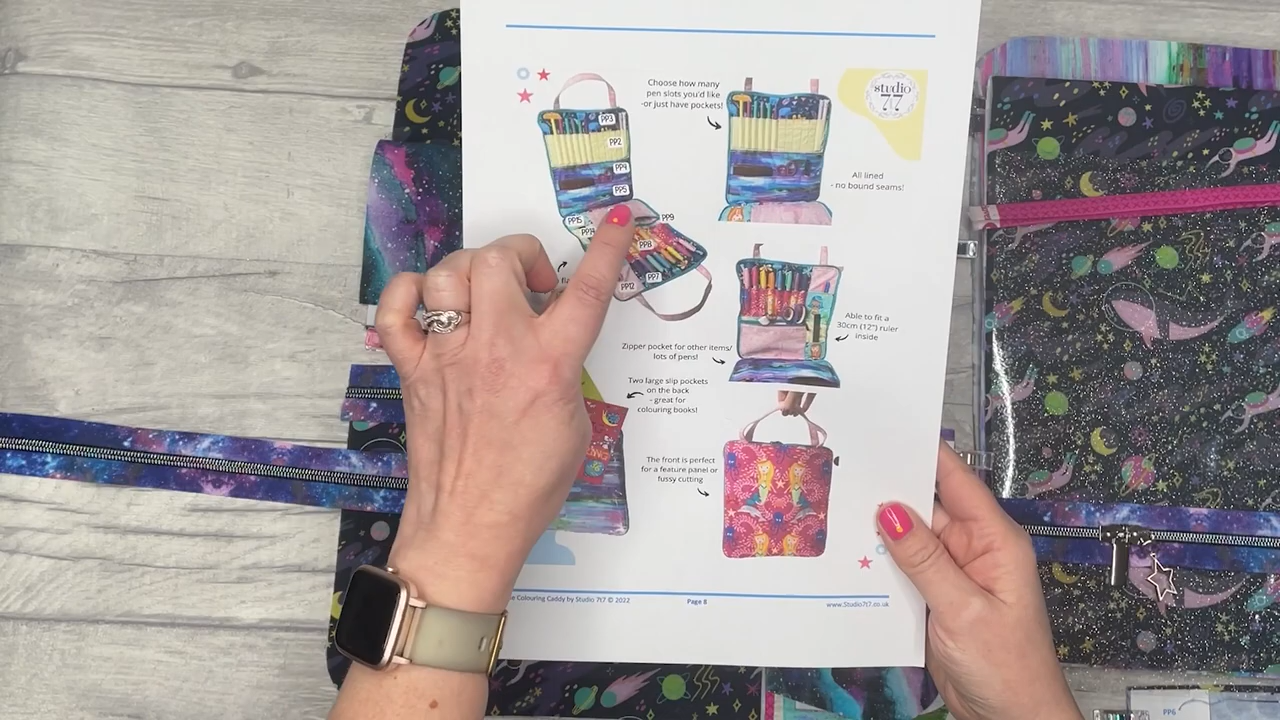 Choose how many
pen slots you'd like
-or just have pockets!
studio
7t7
PP3
PP2
PP4
PP5
All lined
- no bound seams!
PP15
PP14
PP9
PP8
PP7
PP12
Able to fit a
30cm (12") ruler
inside
Zipper pocket for other items/
lots of pens!
Two large slip pockets
on the back
- great for
colouring books!
The front is perfect
for a feature panel or
fussy cutting
Colouring Caddy by Studio 7t7 © 2022
Page 8
www.Studio7t7.co.uk
PP6